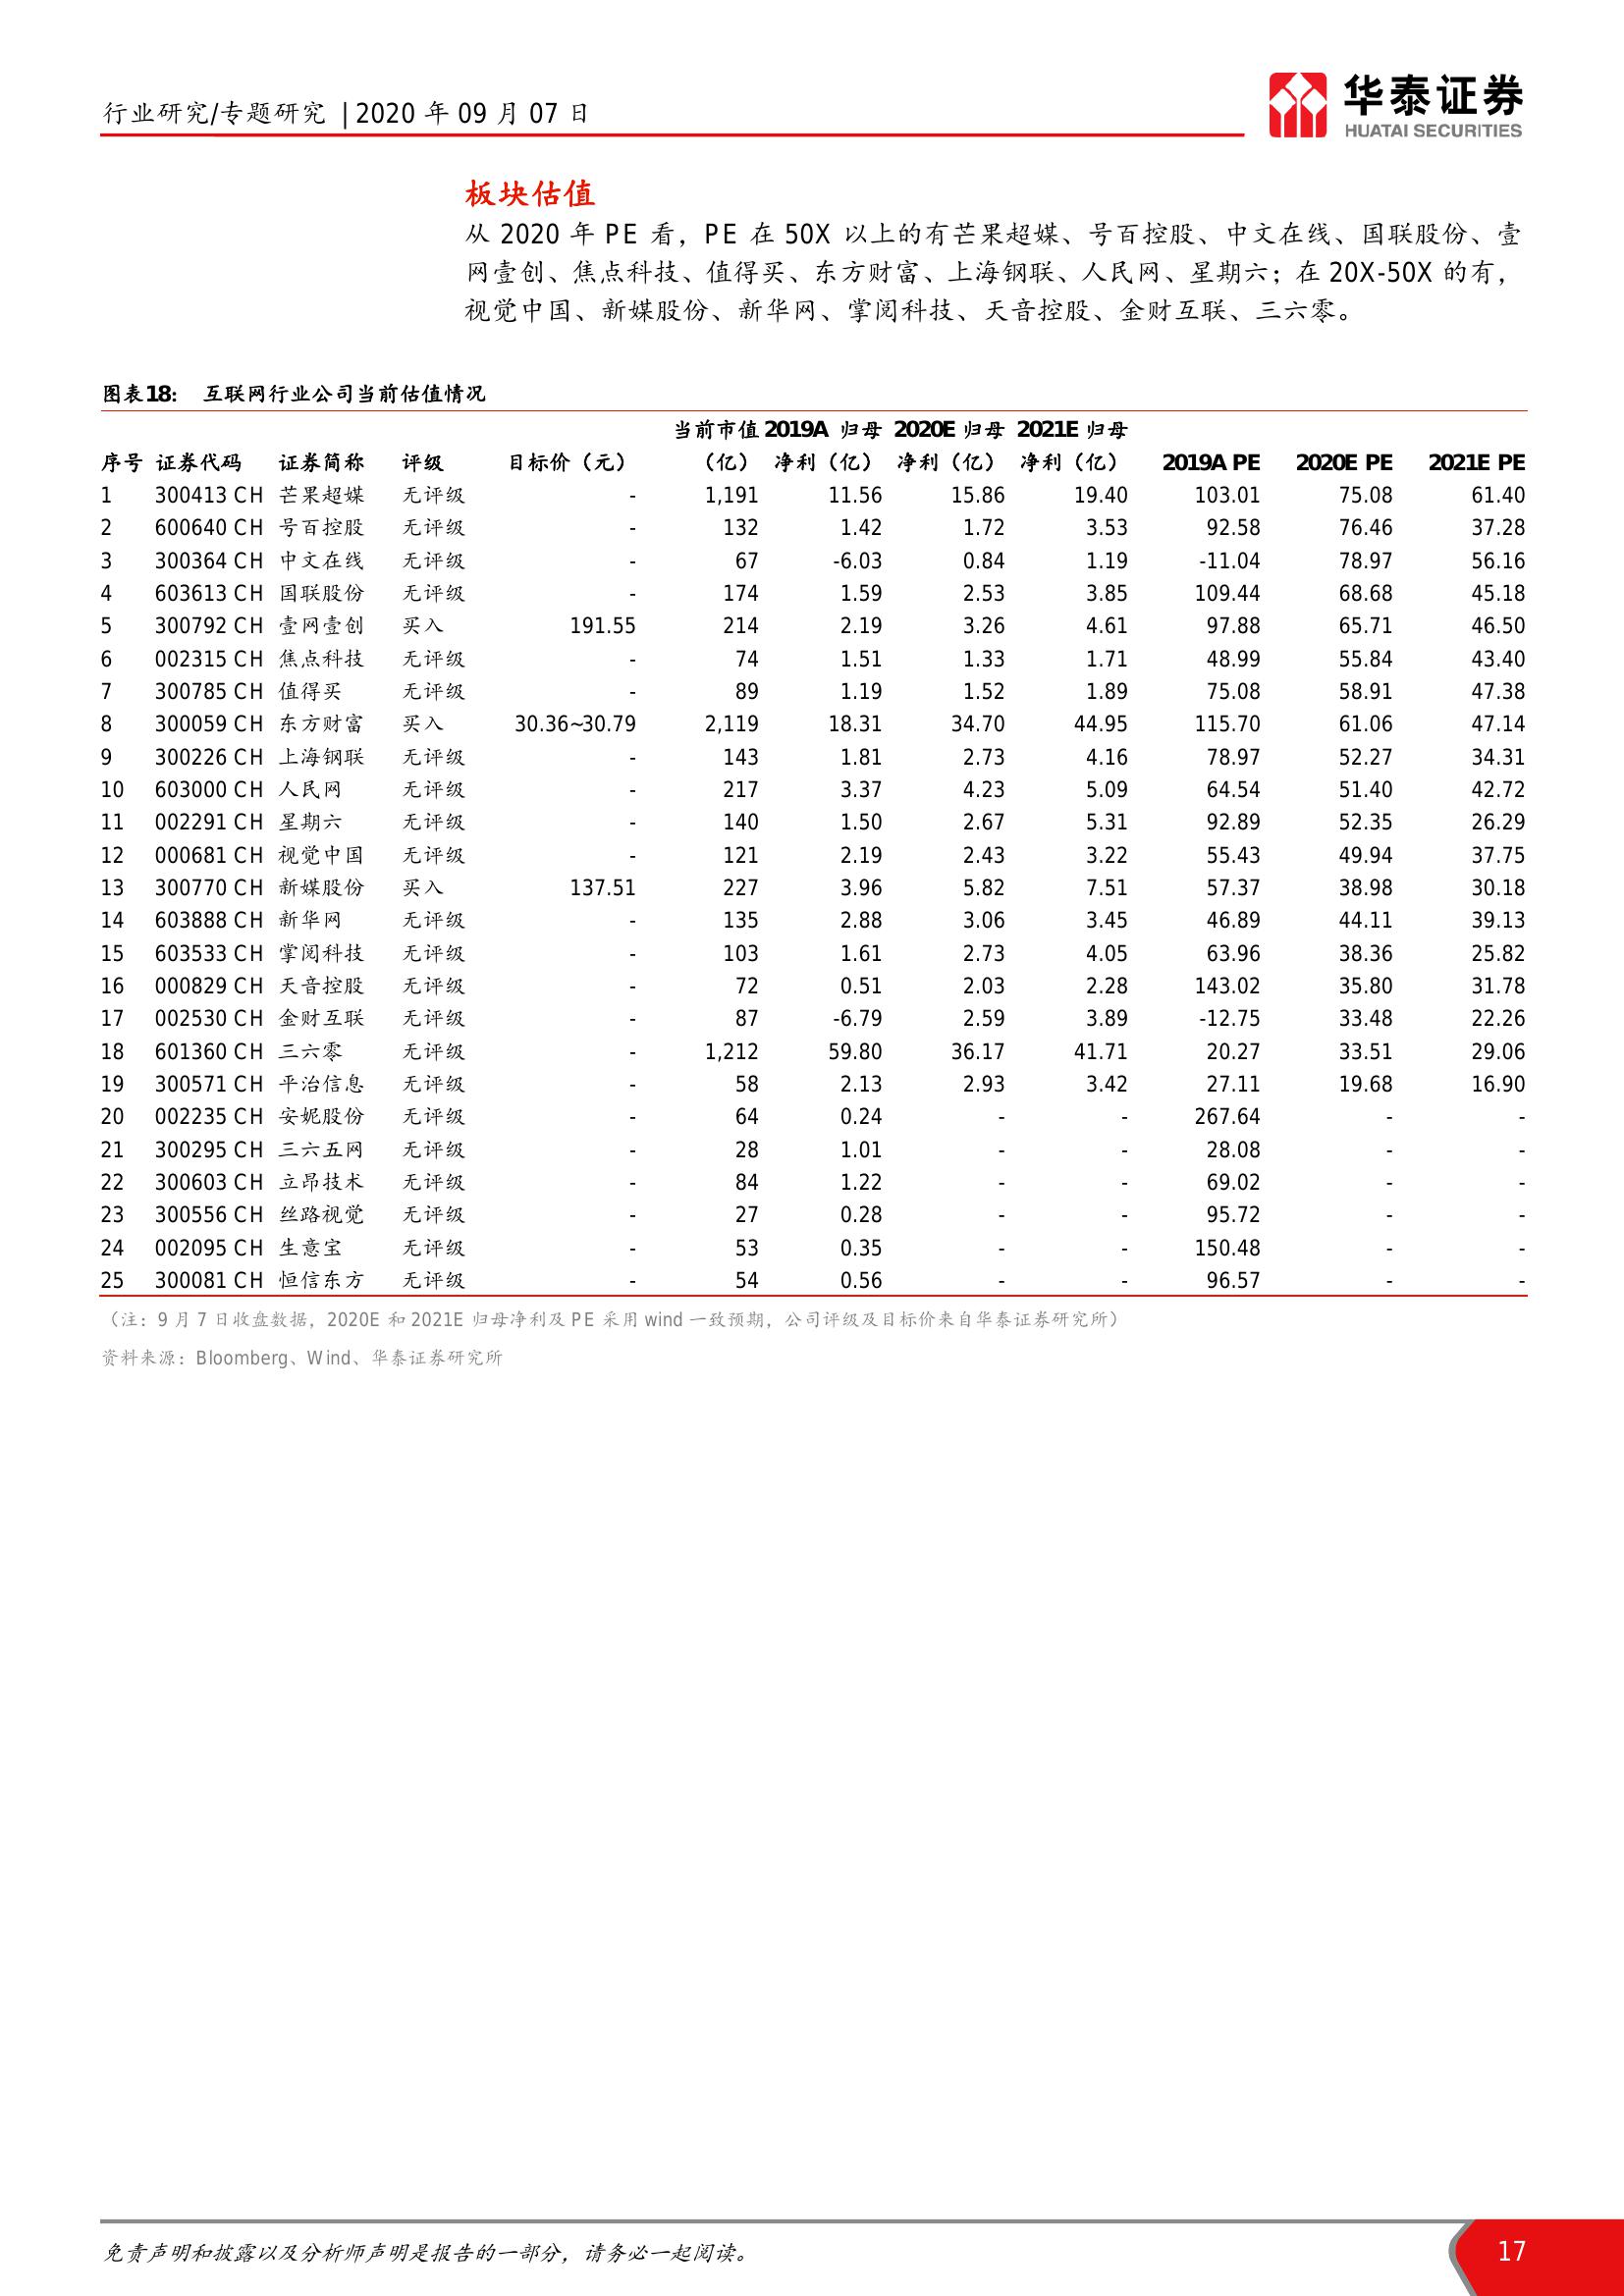 行业研究/专题研究 | 2020 年 09 月 07 日
华泰证券
HUATAI SECURITIES
板块估值
从 2020 年 PE 看，PE 在 50X 以上的有芒果超媒、号百控股、中文在线、国联股份、壹
网壹创、焦点科技、值得买、东方财富、上海钢联、人民网、星期六；在 20X-50X 的有，
视觉中国、新媒股份、新华网、掌阅科技、天音控股、金财互联、三六零。
图表18： 互联网行业公司当前估值情况
当前市值 2019A 归母 2020E 归母 2021E 归母
序号 证券代码 证券简称 评级 目标价（元） （亿） 净利（亿） 净利（亿） 净利（亿） 2019A PE 2020E PE 2021E PE
1 300413 CH 芒果超媒 无评级 - 1,191 11.56 15.86 19.40 103.01 75.08 61.40
2 600640 CH 号百控股 无评级 - 132 1.42 1.72 3.53 92.58 76.46 37.28
3 300364 CH 中文在线 无评级 - 67 -6.03 0.84 1.19 -11.04 78.97 56.16
4 603613 CH 国联股份 无评级 - 174 1.59 2.53 3.85 109.44 68.68 45.18
5 300792 CH 壹网壹创 买入 191.55 214 2.19 3.26 4.61 97.88 65.71 46.50
6 002315 CH 焦点科技 无评级 - 74 1.51 1.33 1.71 48.99 55.84 43.40
7 300785 CH 值得买 无评级 - 89 1.19 1.52 1.89 75.08 58.91 47.38
8 300059 CH 东方财富 买入 30.36~30.79 2,119 18.31 34.70 44.95 115.70 61.06 47.14
9 300226 CH 上海钢联 无评级 - 143 1.81 2.73 4.16 78.97 52.27 34.31
10 603000 CH 人民网 无评级 - 217 3.37 4.23 5.09 64.54 51.40 42.72
11 002291 CH 星期六 无评级 - 140 1.50 2.67 5.31 92.89 52.35 26.29
12 000681 CH 视觉中国 无评级 - 121 2.19 2.43 3.22 55.43 49.94 37.75
13 300770 CH 新媒股份 买入 137.51 227 3.96 5.82 7.51 57.37 38.98 30.18
14 603888 CH 新华网 无评级 - 135 2.88 3.06 3.45 46.89 44.11 39.13
15 603533 CH 掌阅科技 无评级 - 103 1.61 2.73 4.05 63.96 38.36 25.82
16 000829 CH 天音控股 无评级 - 72 0.51 2.03 2.28 143.02 35.80 31.78
17 002530 CH 金财互联 无评级 - 87 -6.79 2.59 3.89 -12.75 33.48 22.26
18 601360 CH 三六零 无评级 - 1,212 59.80 36.17 41.71 20.27 33.51 29.06
19 300571 CH 平治信息 无评级 - 58 2.13 2.93 3.42 27.11 19.68 16.90
20 002235 CH 安妮股份 无评级 - 64 0.24 - - 267.64 - -
21 300295 CH 三六五网 无评级 - 28 1.01 - - 28.08 - -
22 300603 CH 立昂技术 无评级 - 84 1.22 - - 69.02 - -
23 300556 CH 丝路视觉 无评级 - 27 0.28 - - 95.72 - -
24 002095 CH 生意宝 无评级 - 53 0.35 - - 150.48 - -
25 300081 CH 恒信东方 无评级 - 54 0.56 - - 96.57 - -
（注：9 月 7 日收盘数据，2020E 和 2021E 归母净利及 PE 采用 wind 一致预期，公司评级及目标价来自华泰证券研究所）
资料来源：Bloomberg、Wind、华泰证券研究所
免责声明和披露以及分析师声明是报告的一部分，请务必一起阅读。
17